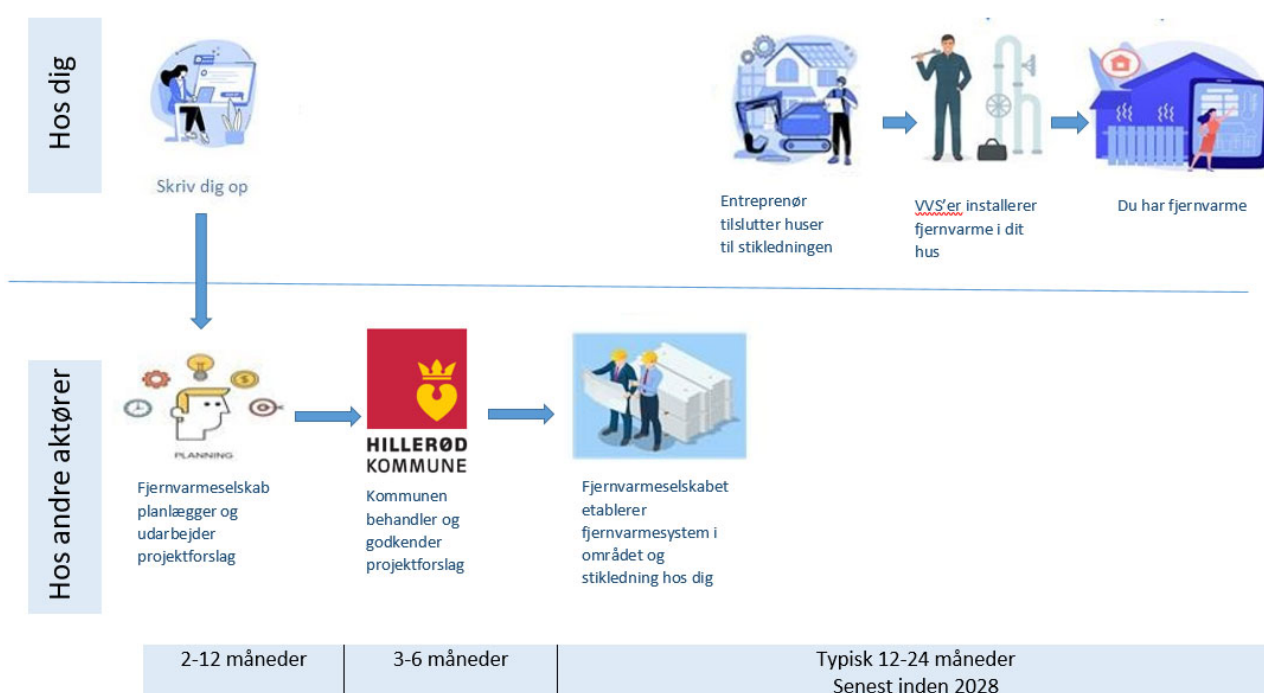 Hos dig
Skriv dig op
Entreprenør
tilslutter huser
til stikledningen
VVS'er installerer
fjernvarme i dit
hus
Du har fjernvarme
Hos andre aktører
PLANNING
Fjernvarmeselskab
planlægger og
udarbejder
projektforslag
HILLERØD
KOMMUNE
Kommunen
behandler og
godkender
projektforslag
Fjernvarmeselskabet
etablerer
fjernvarmesystem i
området og
stikledning hos dig
2-12 måneder
3-6 måneder
Typisk 12-24 måneder
Senest inden 2028